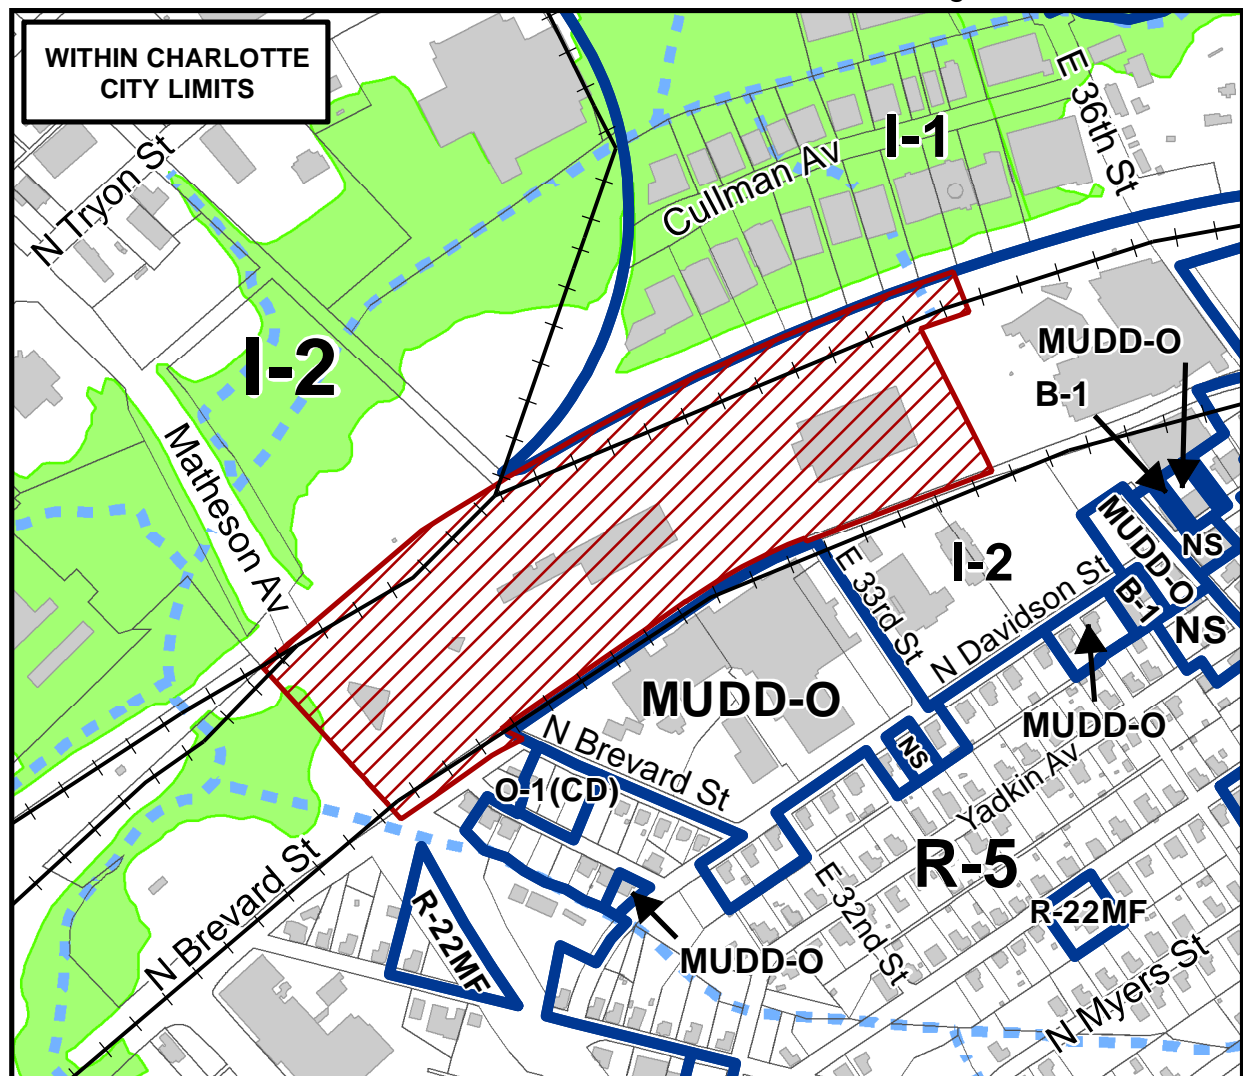 WITHIN CHARLOTTE
CITY LIMITS
N Tryon St
E 36th St
I-1
Cullman Av
MUDD-O
B-1
I-2
Matheson Av
MUDD-O
NS
I-2
E 33rd St
N Davidson St
B-1
NS
MUDD-O
MUDD-O
N Brevard St
NS
Yadkin Av
O-1(CD)
R-5
E 32nd St
R-22MF
N Brevard St
R-22MF
MUDD-O
N Myers St